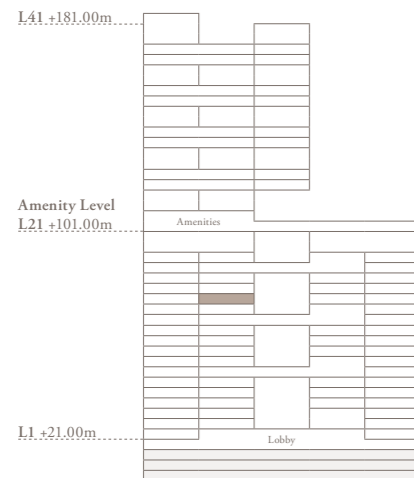 L41 +181.00m
Amenity Level
L21 +101.00m
Amenities
L1 +21.00m
Lobby